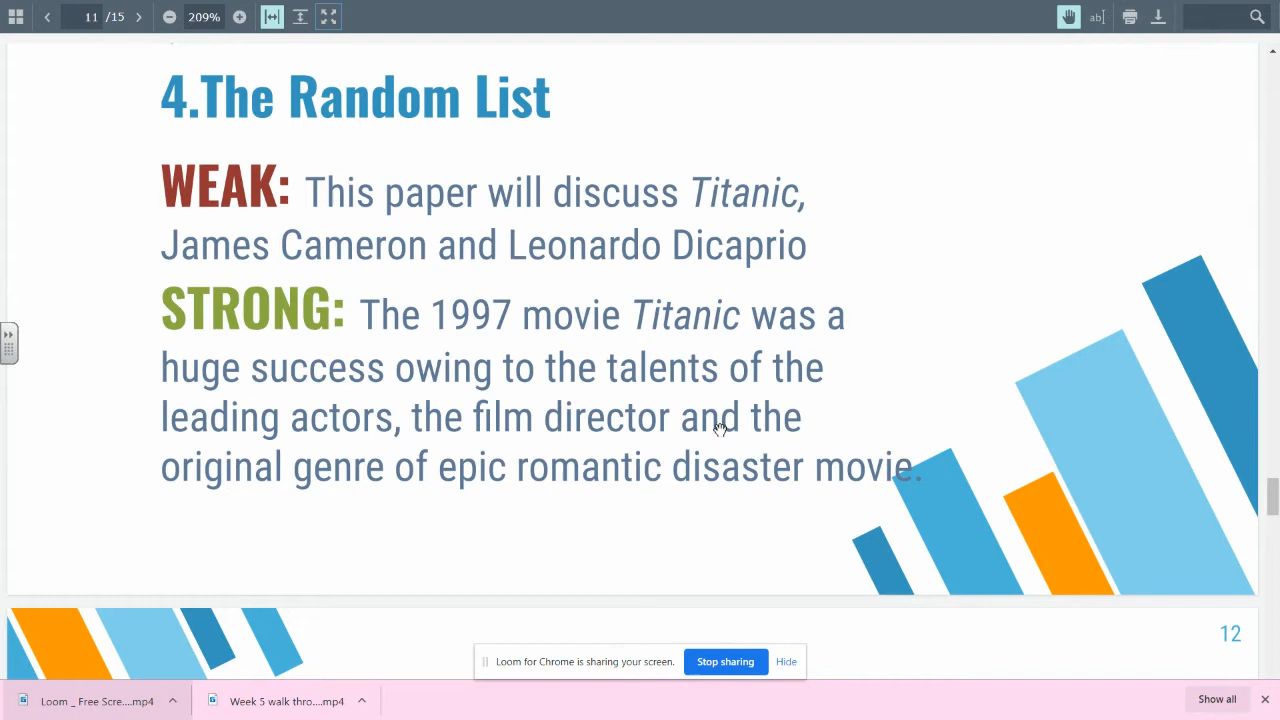 11 /15
209%
ab
4.The Random List
WEAK: This paper will discuss Titanic,
James Cameron and Leonardo Dicaprio
STRONG: The 1997 movie Titanic was a
huge success owing to the talents of the
leading actors, the film director and the
original genre of epic romantic disaster movie.
12
Loom for Chrome is sharing your screen.
Stop sharing
Hide
Loom _ Free Scre....mp4
Week 5 walk thro....mp4
Show all